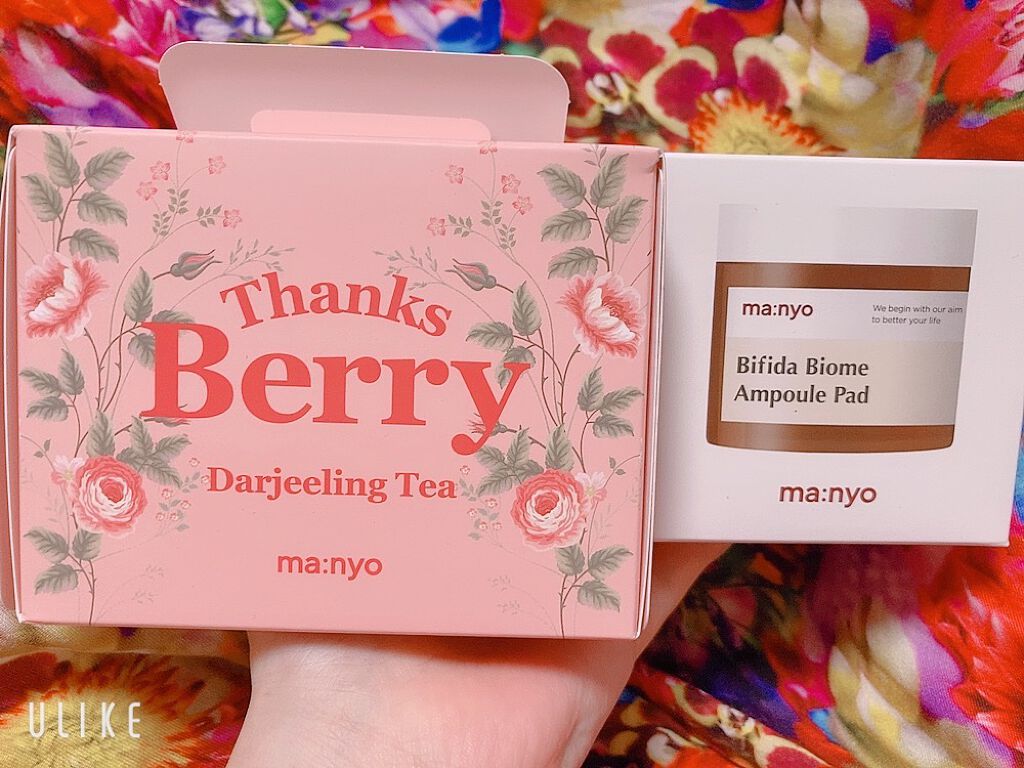 Thanks
Berry
Darjeeling Tea
ma:nyo
ma:nyo
We begin with our aim
to better your life
Bifida Biome
Ampoule Pad
ma:nyo
ULIKE